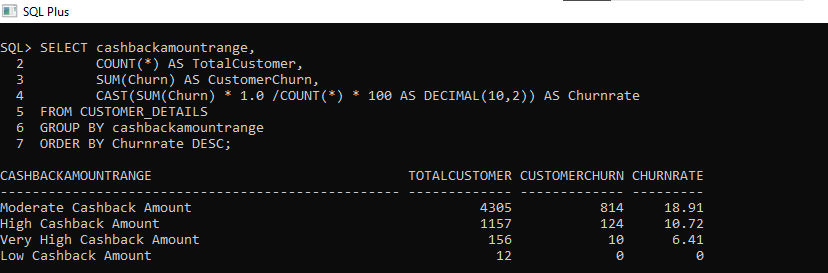 SQL Plus
SQL> SELECT cashbackamountrange,
  2         COUNT(*) AS TotalCustomer,
  3         SUM(Churn) AS CustomerChurn,
  4         CAST(SUM(Churn) * 1.0 /COUNT(*) * 100 AS DECIMAL(10,2)) AS Churnrate
  5  FROM CUSTOMER_DETAILS
  6  GROUP BY cashbackamountrange
  7  ORDER BY Churnrate DESC;
CASHBACKAMOUNTRANGE                                TOTALCUSTOMER CUSTOMERCHURN CHURNRATE
-------------------------------------------------- ------------- ------------- ---------
Moderate Cashback Amount                                    4305           814     18.91
High Cashback Amount                                        1157           124     10.72
Very High Cashback Amount                                    156            10      6.41
Low Cashback Amount                                           12             0         0